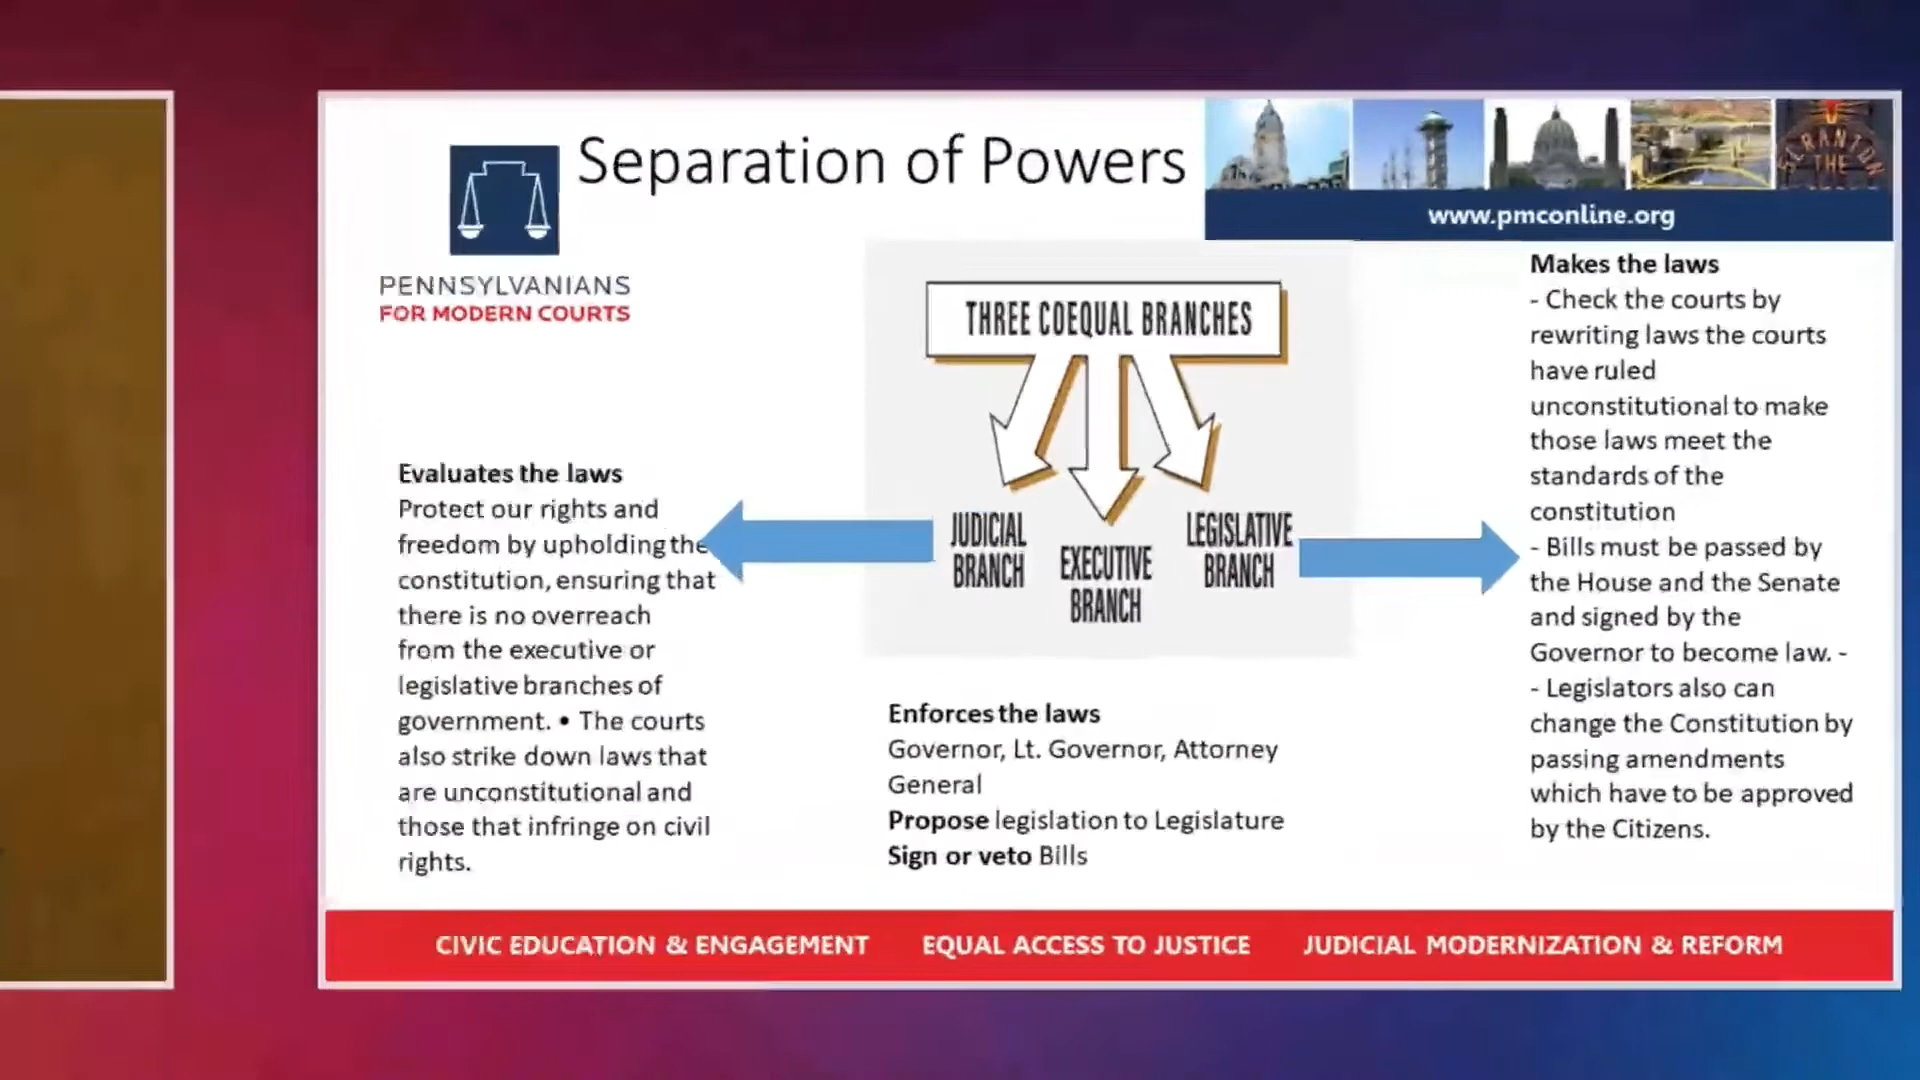 Separation of Powers
PENNSYLVANIANS
FOR MODERN COURTS
SCRANTON
THE
www.pmconline.org
THREE COEQUAL BRANCHES
JUDICIAL
BRANCH
EXECUTIVE
BRANCH
LEGISLATIVE
BRANCH
Evaluates the laws
Protect our rights and
freedom by upholding the
constitution, ensuring that
there is no overreach
from the executive or
legislative branches of
government. • The courts
also strike down laws that
are unconstitutional and
those that infringe on civil
rights.
Enforces the laws
Governor, Lt. Governor, Attorney
General
Propose legislation to Legislature
Sign or veto Bills
Makes the laws
- Check the courts by
rewriting laws the courts
have ruled
unconstitutional to make
those laws meet the
standards of the
constitution
- Bills must be passed by
the House and the Senate
and signed by the
Governor to become law. -
- Legislators also can
change the Constitution by
passing amendments
which have to be approved
by the Citizens.
CIVIC EDUCATION & ENGAGEMENT EQUAL ACCESS TO JUSTICE JUDICIAL MODERNIZATION & REFORM